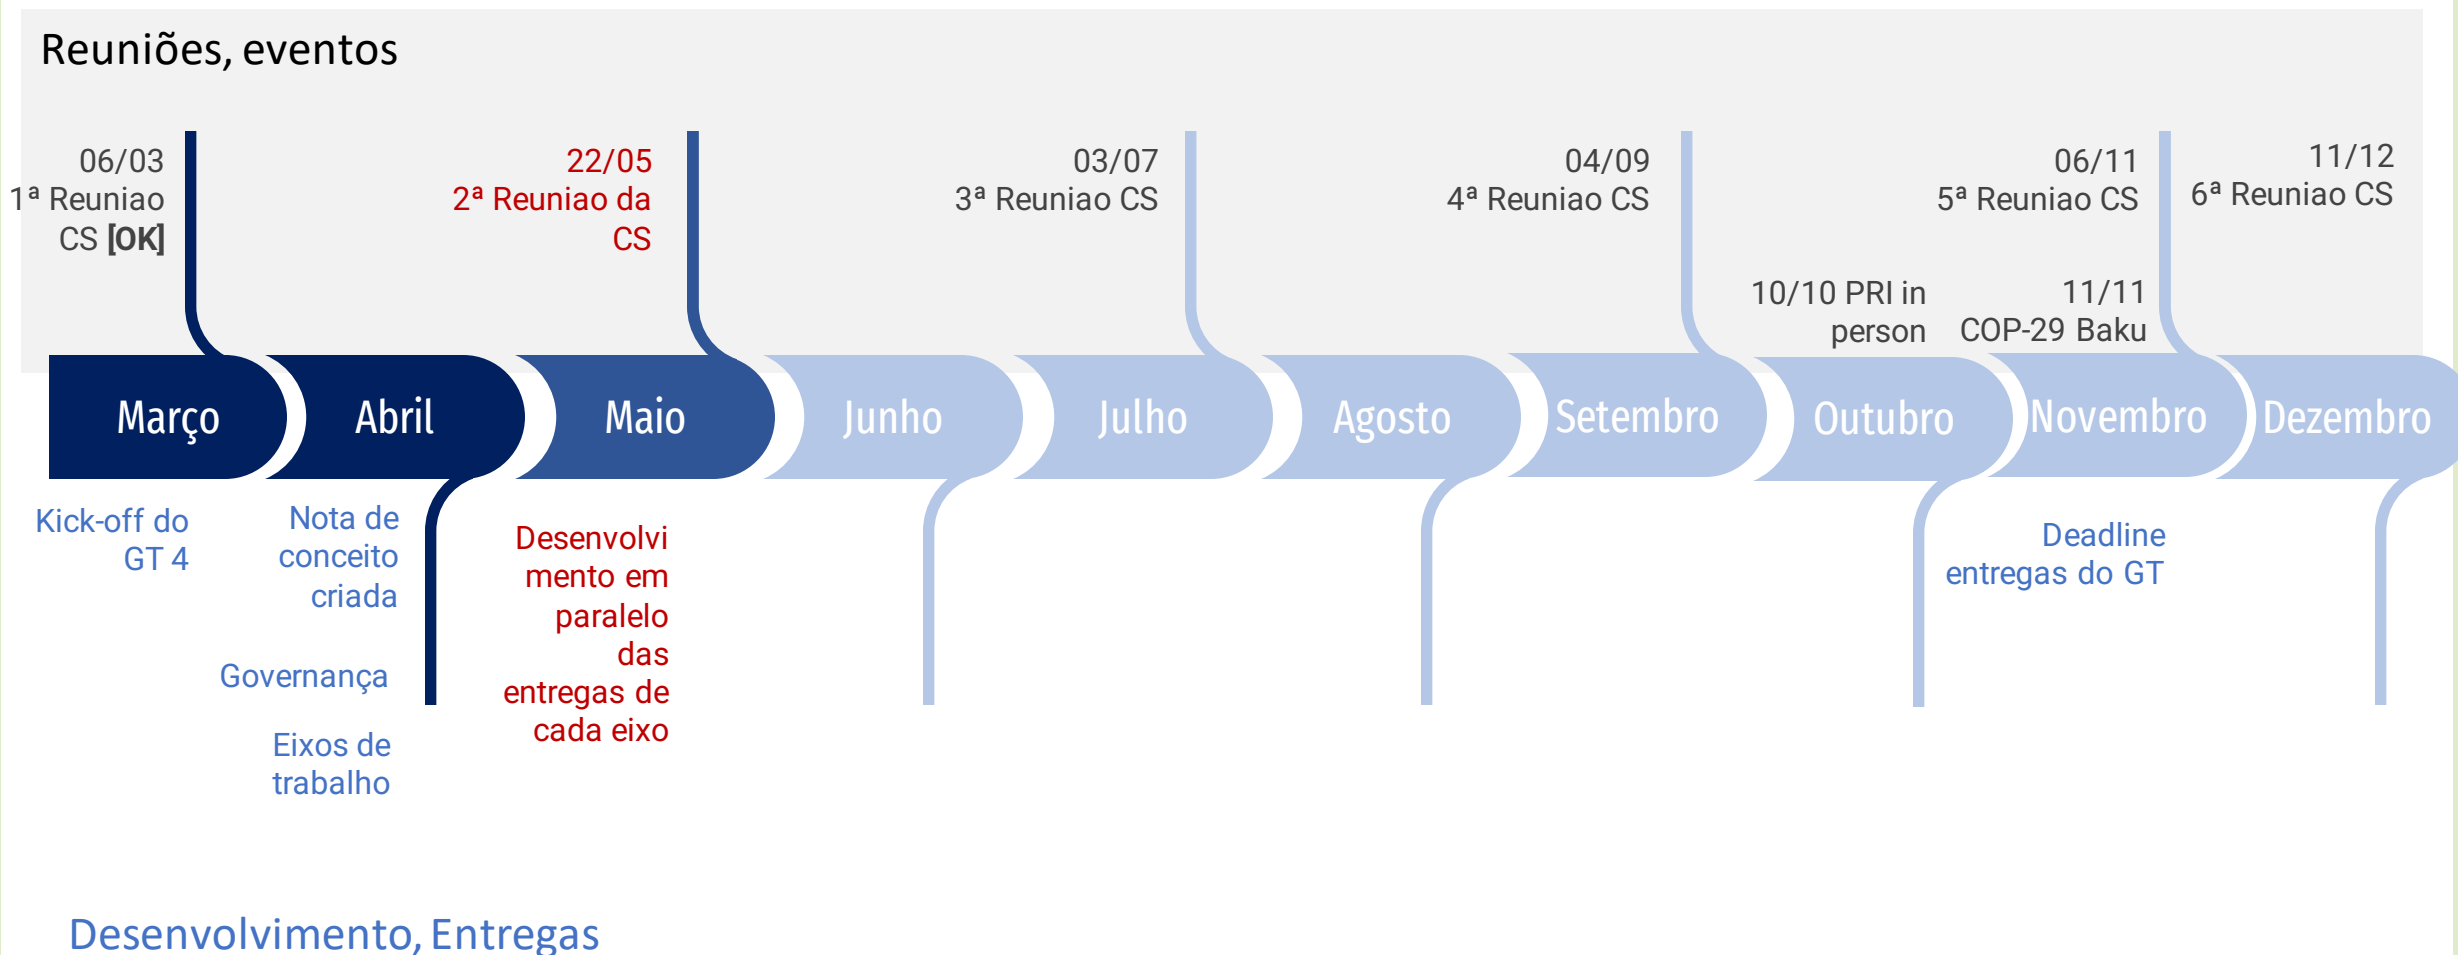 Reuniões, eventos
06/03
1ª Reuniao
CS [OK]
22/05
2ª Reuniao da
CS
03/07
3ª Reuniao CS
04/09
4ª Reuniao CS
06/11
5ª Reuniao CS
11/12
6ª Reuniao CS
10/10 PRI in
person
11/11
COP-29 Baku
Março
Abril
Maio
Junho
Julho
Agosto
Setembro
Outubro
Novembro
Dezembro
Kick-off do
GT 4
Nota de
conceito
criada
Governança
Eixos de
trabalho
Desenvolvi
mento em
paralelo
das
entregas de
cada eixo
Deadline
entregas do GT
Desenvolvimento, Entregas